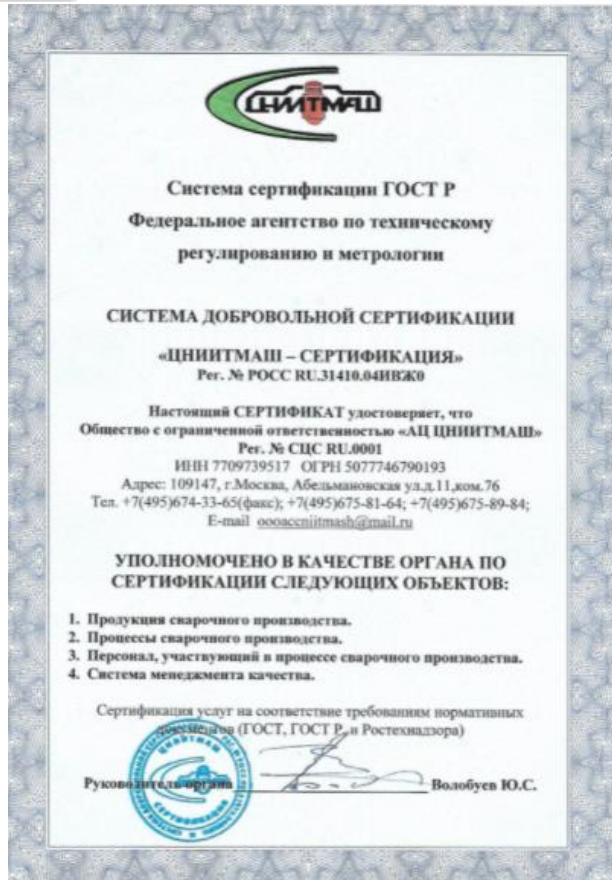 ЦНИИТМАШ
Система сертификации ГОСТ Р
Федеральное агентство по техническому
регулированию и метрологии
СИСТЕМА ДОБРОВОЛЬНОЙ СЕРТИФИКАЦИИ
«ЦНИИТМАШ – СЕРТИФИКАЦИЯ»
Рег. № РОСС RU.31410.04ИВЖ0
Настоящий СЕРТИФИКАТ удостоверяет, что
Общество с ограниченной ответственностью «АЦ ЦНИИТМАШ»
Рег. № СЦС RU.0001
ИНН 7709739517 ОГРН 5077746790193
Адрес: 109147, г.Москва, Абельмановская ул.д.11,ком.76
Тел. +7(495)674-33-65(факс); +7(495)675-81-64; +7(495)675-89-84;
E-mail oooaccniitmash@mail.ru
УПОЛНОМОЧЕНО В КАЧЕСТВЕ ОРГАНА ПО
СЕРТИФИКАЦИИ СЛЕДУЮЩИХ ОБЪЕКТОВ:
1. Продукция сварочного производства.
2. Процессы сварочного производства.
3. Персонал, участвующий в процессе сварочного производства.
4. Система менеджмента качества.
Сертификация услуг на соответствие требованиям нормативных
документов (ГОСТ, ГОСТ Р, и Ростехнадзора)
Руководитель органа Волобуев Ю.С.
ЦНИИТМАШ
СЕРТИФИКАЦИЯ